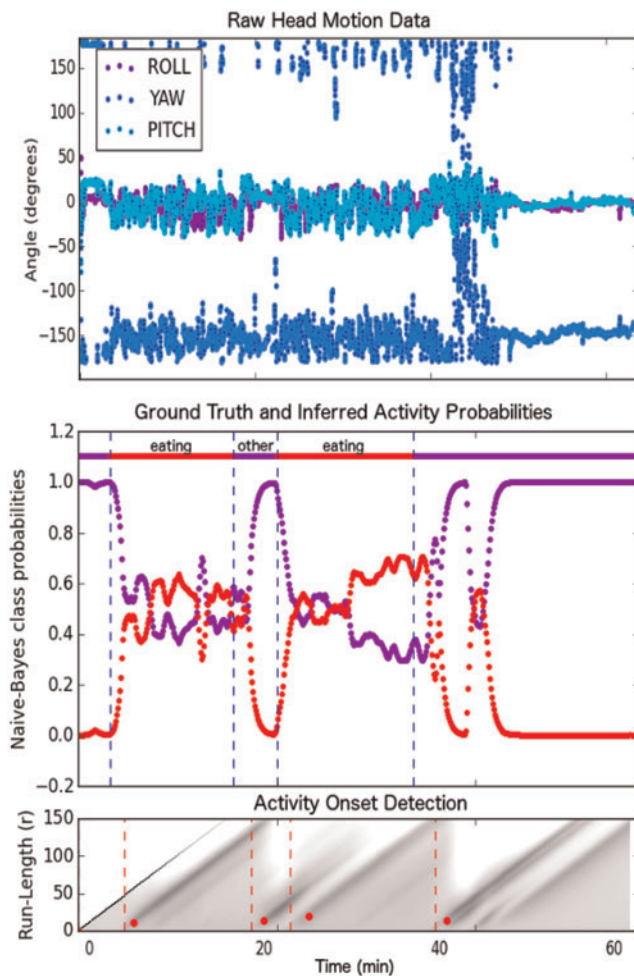 Raw Head Motion Data
150
100
50
0
−50
−100
−150
Angle (degrees)
ROLL
YAW
PITCH
Ground Truth and Inferred Activity Probabilities
1.2
1.0
0.8
0.6
0.4
0.2
0.0
−0.2
Naive-Bayes class probabilities
eating other eating
Activity Onset Detection
150
100
50
0
Run-Length (r)
0 20 40 60
Time (min)